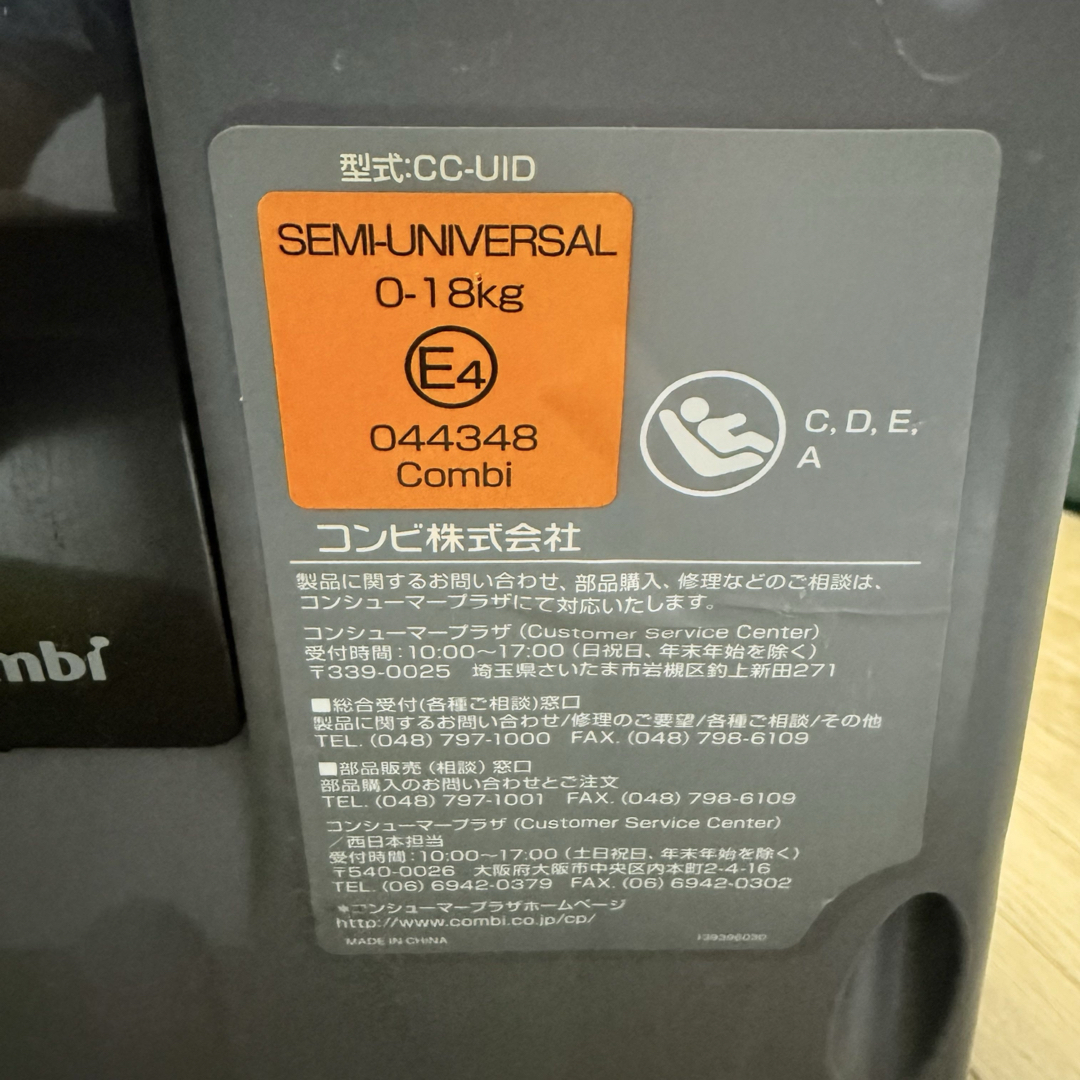 型式:CC-UID
SEMI-UNIVERSAL
0-18kg
E4
044348
Combi
C, D, E,
A
コンビ株式会社
製品に関するお問い合わせ、部品購入、修理などのご相談は、
コンシューマープラザにて対応いたします。
コンシューマープラザ (Customer Service Center)
受付時間:10:00～17:00 (日祝日、年末年始を除く)
〒339-0025 埼玉県さいたま市岩槻区釣上新田271
■総合受付(各種ご相談)窓口
製品に関するお問い合わせ/修理のご要望/各種ご相談/その他
TEL. (048) 797-1000 FAX. (048) 798-6109
■部品販売 (相談) 窓口
部品購入のお問い合わせとご注文
TEL. (048) 797-1001 FAX. (048) 798-6109
コンシューマープラザ (Customer Service Center)
/西日本担当
受付時間:10:00～17:00 (土日祝日、年末年始を除く)
〒540-0026 大阪府大阪市中央区内本町2-4-16
TEL. (06) 6942-0379 FAX. (06) 6942-0302
*コンシューマープラザホームページ
http://www.combi.co.jp/cp/
MADE IN CHINA
mbi